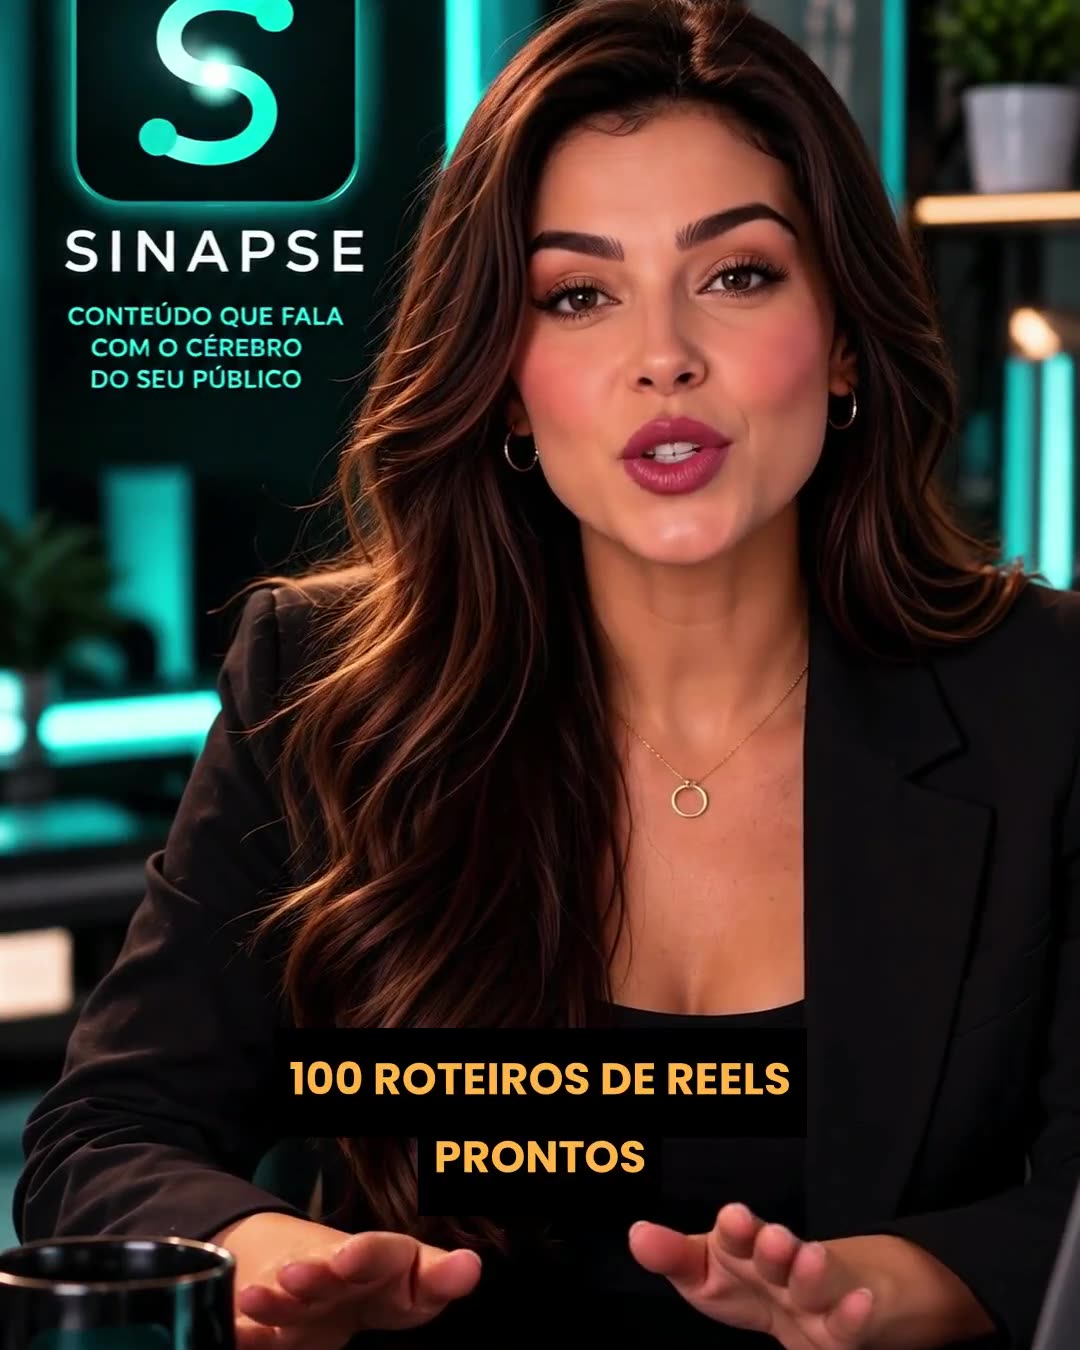 S
SINAPSE
CONTEÚDO QUE FALA
COM O CÉREBRO
DO SEU PÚBLICO
100 ROTEIROS DE REELS
PRONTOS